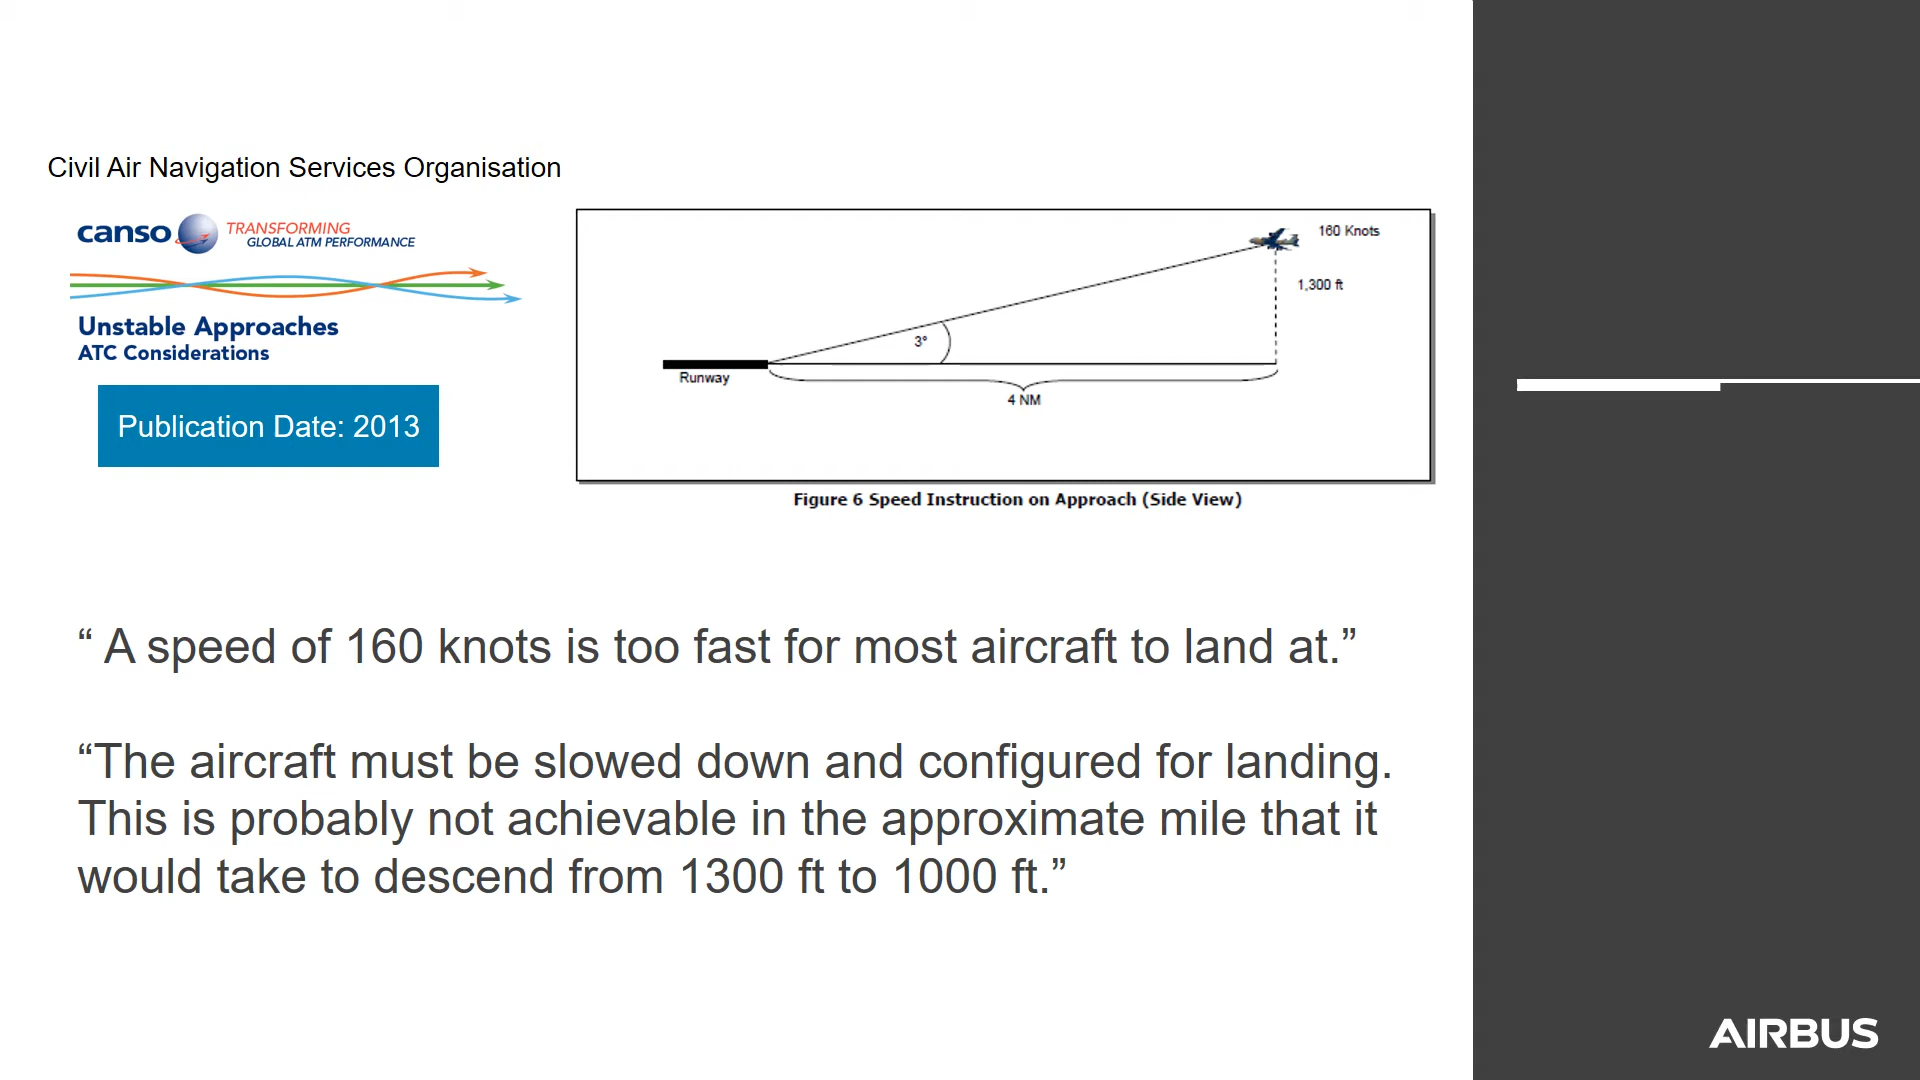 Civil Air Navigation Services Organisation
canso TRANSFORMING
GLOBAL ATM PERFORMANCE
Unstable Approaches
ATC Considerations
Publication Date: 2013
160 Knots
1,300 ft
3°
Runway
4 NM
Figure 6 Speed Instruction on Approach (Side View)
“ A speed of 160 knots is too fast for most aircraft to land at.”
“The aircraft must be slowed down and configured for landing.
This is probably not achievable in the approximate mile that it
would take to descend from 1300 ft to 1000 ft.”
AIRBUS